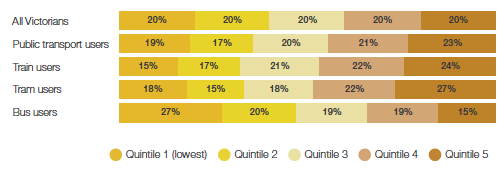 All Victorians 20% 20% 20% 20% 20%
Public transport users 19% 17% 20% 21% 23%
Train users 15% 17% 21% 22% 24%
Tram users 18% 15% 18% 22% 27%
Bus users 27% 20% 19% 19% 15%
Quintile 1 (lowest) Quintile 2 Quintile 3 Quintile 4 Quintile 5